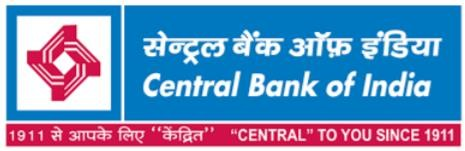 सेन्ट्रल बैंक ऑफ़ इंडिया
Central Bank of India
1911 से आपके लिए “केंद्रित” “CENTRAL” TO YOU SINCE 1911